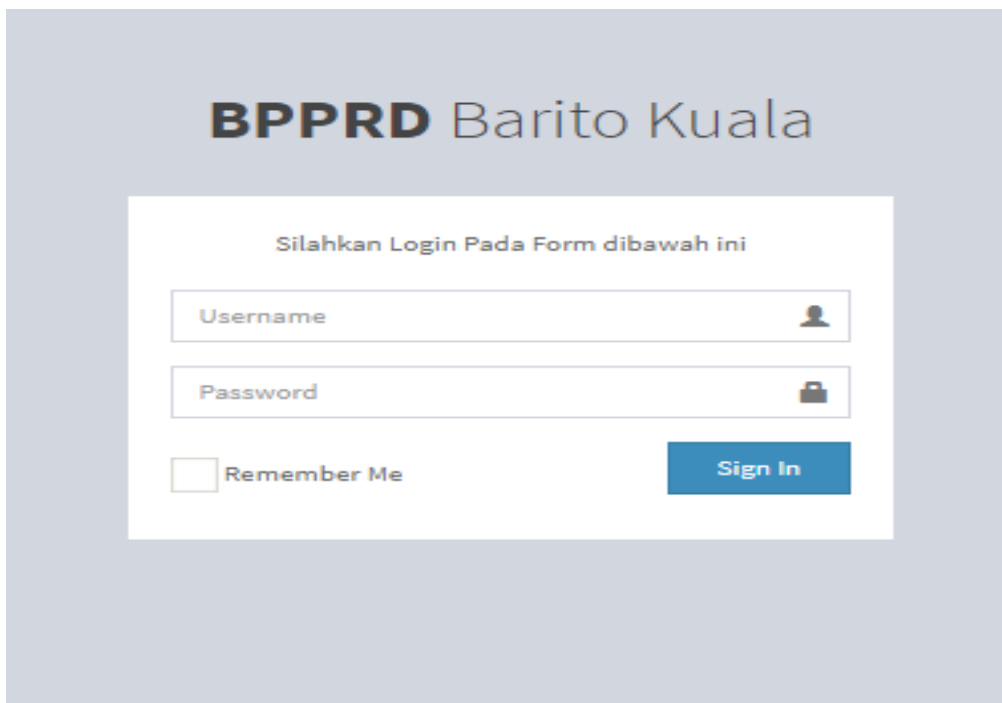 BPPRD Barito Kuala
Silahkan Login Pada Form dibawah ini
Username
Password
Remember Me
Sign In